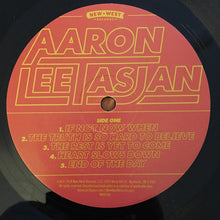 NEW WEST
RECORDS
AARON
LEE TASJAN
SIDE ONE
1. IF NOT NOW WHEN
2. THE TRUTH IS SO HARD TO BELIEVE
3. THE REST IS YET TO COME
4. HEART SLOWS DOWN
5. END OF THE DAY